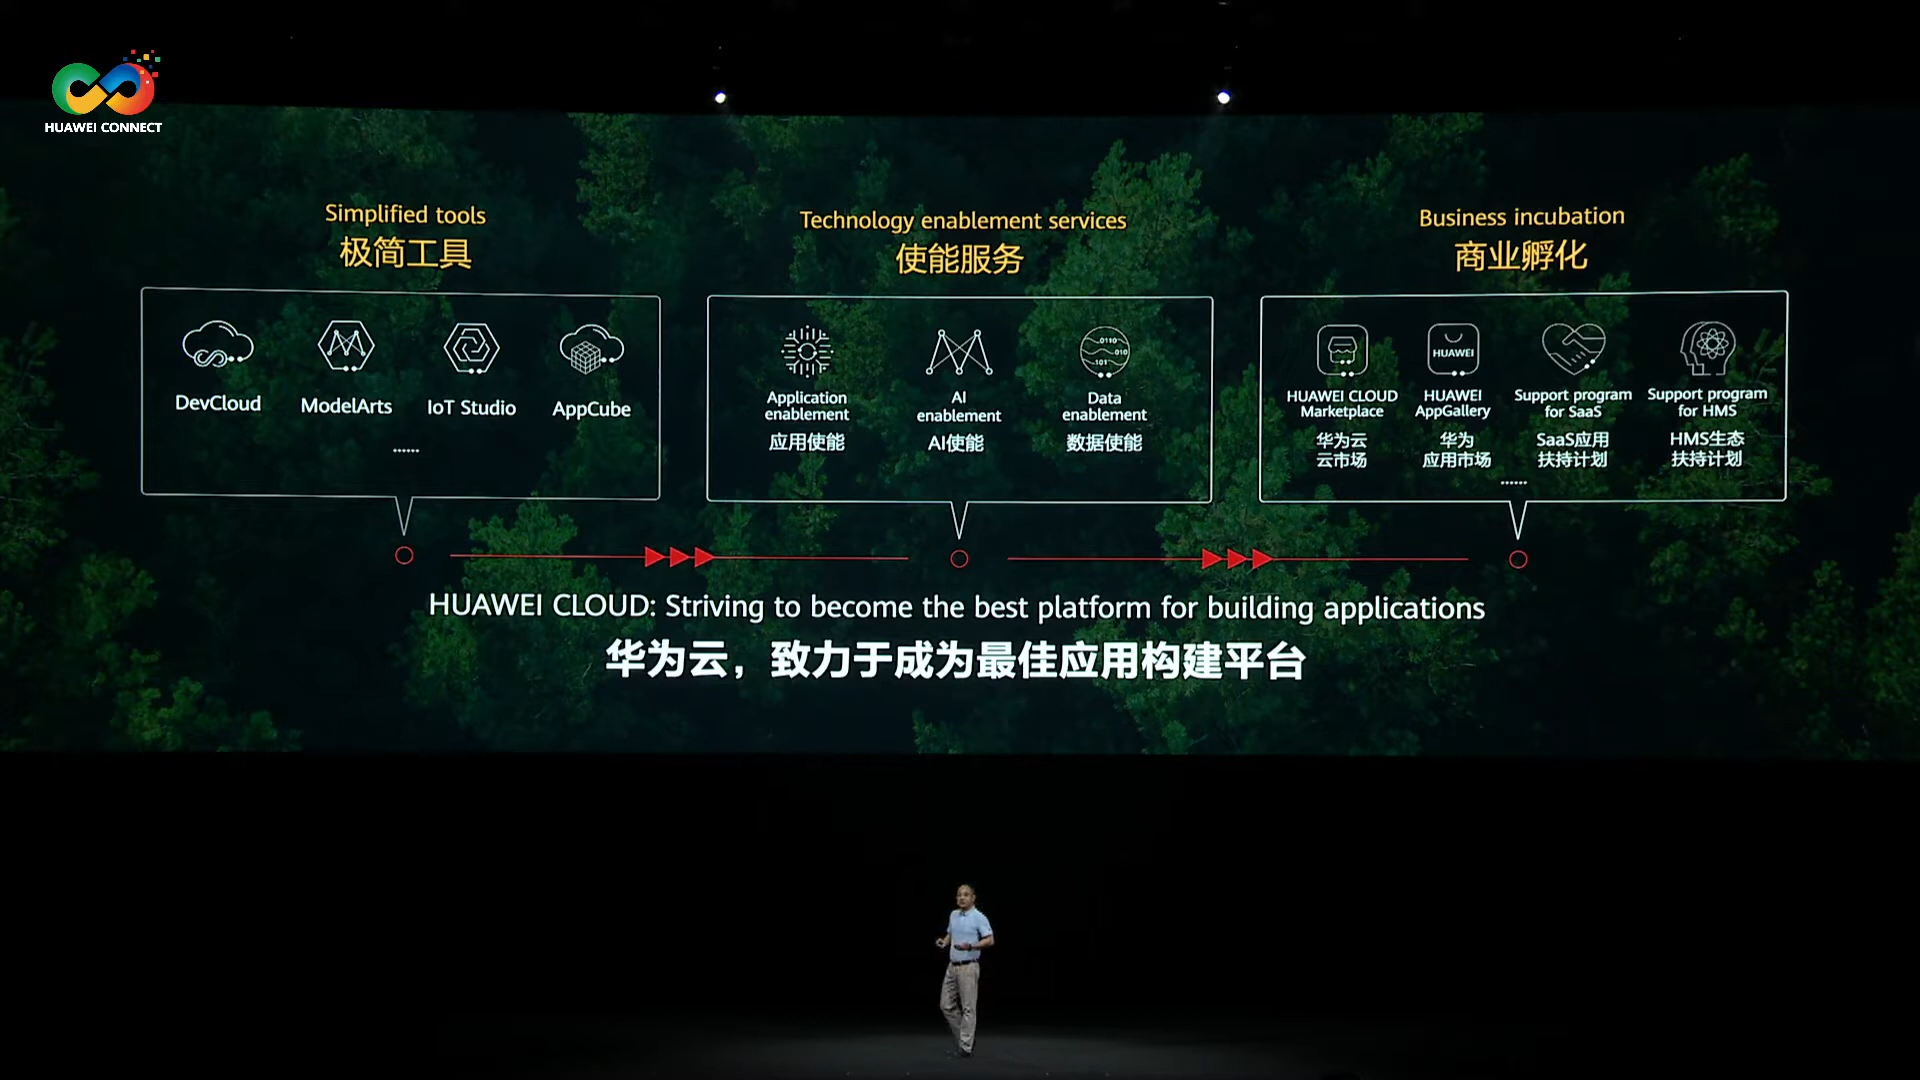 HUAWEI CONNECT
Simplified tools
极简工具
DevCloud
ModelArts
IoT Studio
AppCube
......
Technology enablement services
使能服务
Application
enablement
应用使能
AI
enablement
AI使能
0110
010
101
Data
enablement
数据使能
Business incubation
商业孵化
HUAWEI CLOUD
Marketplace
华为云
云市场
HUAWEI
HUAWEI
AppGallery
华为
应用市场
Support program
for SaaS
SaaS应用
扶持计划
Support program
for HMS
HMS生态
扶持计划
......
HUAWEI CLOUD: Striving to become the best platform for building applications
华为云，致力于成为最佳应用构建平台